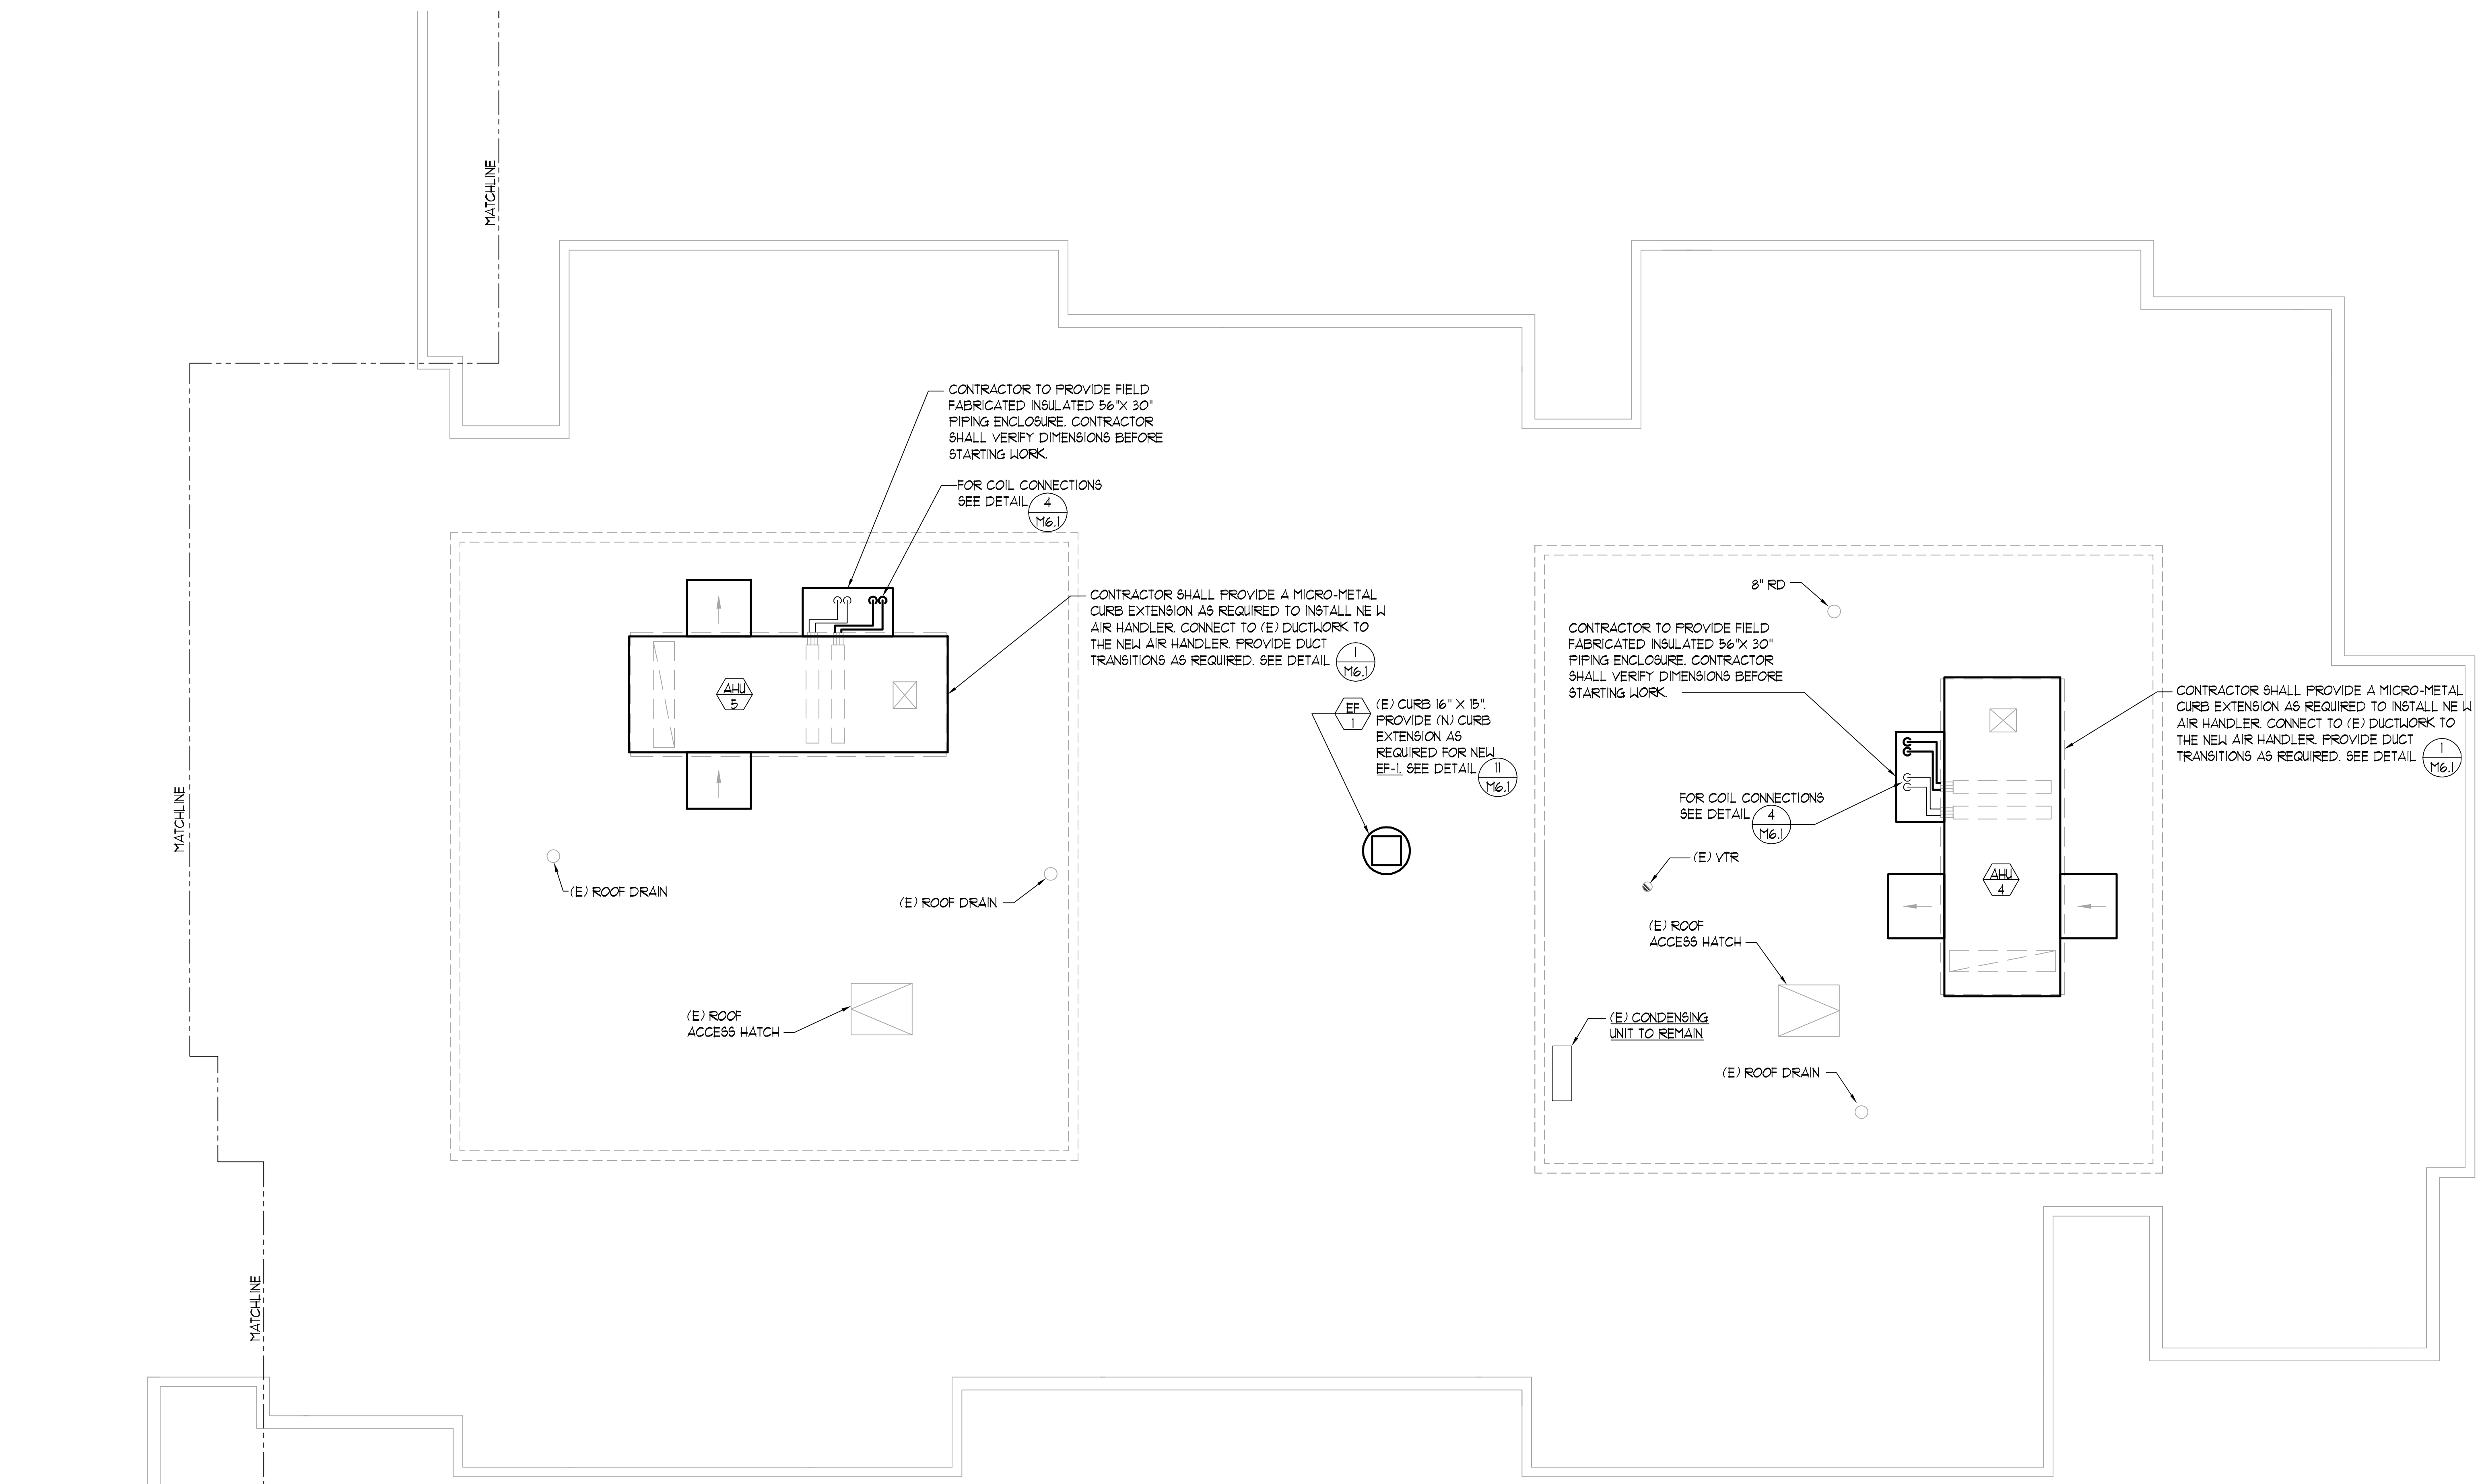 MATCHLINE
CONTRACTOR TO PROVIDE FIELD
FABRICATED INSULATED 56"X 30"
PIPING ENCLOSURE. CONTRACTOR
SHALL VERIFY DIMENSIONS BEFORE
STARTING WORK.
FOR COIL CONNECTIONS
SEE DETAIL
4
M6.1
CONTRACTOR SHALL PROVIDE A MICRO-METAL
CURB EXTENSION AS REQUIRED TO INSTALL NE W
AIR HANDLER. CONNECT TO (E) DUCTWORK TO
THE NEW AIR HANDLER. PROVIDE DUCT
TRANSITIONS AS REQUIRED. SEE DETAIL
1
M6.1
AHU
5
EF
1
(E) CURB 16" X 15".
PROVIDE (N) CURB
EXTENSION AS
REQUIRED FOR NEW
EF-1. SEE DETAIL
11
M6.1
MATCHLINE
(E) ROOF DRAIN
(E) ROOF DRAIN
(E) ROOF
ACCESS HATCH
8" RD
CONTRACTOR TO PROVIDE FIELD
FABRICATED INSULATED 56"X 30"
PIPING ENCLOSURE. CONTRACTOR
SHALL VERIFY DIMENSIONS BEFORE
STARTING WORK.
CONTRACTOR SHALL PROVIDE A MICRO-METAL
CURB EXTENSION AS REQUIRED TO INSTALL NE W
AIR HANDLER. CONNECT TO (E) DUCTWORK TO
THE NEW AIR HANDLER. PROVIDE DUCT
TRANSITIONS AS REQUIRED. SEE DETAIL
1
M6.1
FOR COIL CONNECTIONS
SEE DETAIL
4
M6.1
(E) VTR
AHU
4
(E) ROOF
ACCESS HATCH
(E) CONDENSING
UNIT TO REMAIN
(E) ROOF DRAIN
MATCHLINE